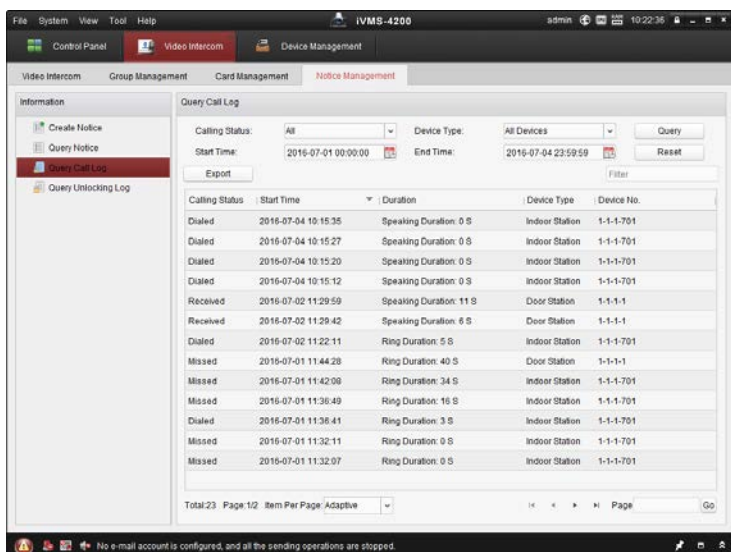 File System View Tool Help iVMS-4200 admin 10:22:36
Control Panel Video Intercom Device Management
Video Intercom Group Management Card Management Notice Management
Information Query Call Log
Create Notice
Query Notice
Query Call Log
Query Unlocking Log
Calling Status: All Device Type: All Devices Query
Start Time: 2016-07-01 00:00:00 End Time: 2016-07-04 23:59:59 Reset
Export Filter
Calling Status Start Time Duration Device Type Device No.
Dialed 2016-07-04 10:15:35 Speaking Duration: 0 S Indoor Station 1-1-1-701
Dialed 2016-07-04 10:15:27 Speaking Duration: 0 S Indoor Station 1-1-1-701
Dialed 2016-07-04 10:15:20 Speaking Duration: 0 S Indoor Station 1-1-1-701
Dialed 2016-07-04 10:15:12 Speaking Duration: 0 S Indoor Station 1-1-1-701
Received 2016-07-02 11:29:59 Speaking Duration: 11 S Door Station 1-1-1-1
Received 2016-07-02 11:29:42 Speaking Duration: 6 S Door Station 1-1-1-1
Dialed 2016-07-02 11:22:11 Ring Duration: 5 S Indoor Station 1-1-1-701
Missed 2016-07-01 11:44:28 Ring Duration: 40 S Door Station 1-1-1-1
Missed 2016-07-01 11:42:08 Ring Duration: 34 S Indoor Station 1-1-1-701
Missed 2016-07-01 11:36:49 Ring Duration: 16 S Indoor Station 1-1-1-701
Dialed 2016-07-01 11:36:41 Ring Duration: 3 S Indoor Station 1-1-1-701
Missed 2016-07-01 11:32:11 Ring Duration: 0 S Indoor Station 1-1-1-701
Missed 2016-07-01 11:32:07 Ring Duration: 0 S Indoor Station 1-1-1-701
Total:23 Page:1/2 Item Per Page: Adaptive Page Go
No e-mail account is configured, and all the sending operations are stopped.